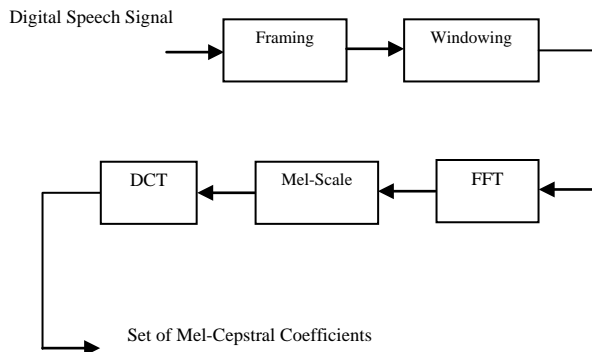 Digital Speech Signal
Framing
Windowing
FFT
Mel-Scale
DCT
Set of Mel-Cepstral Coefficients